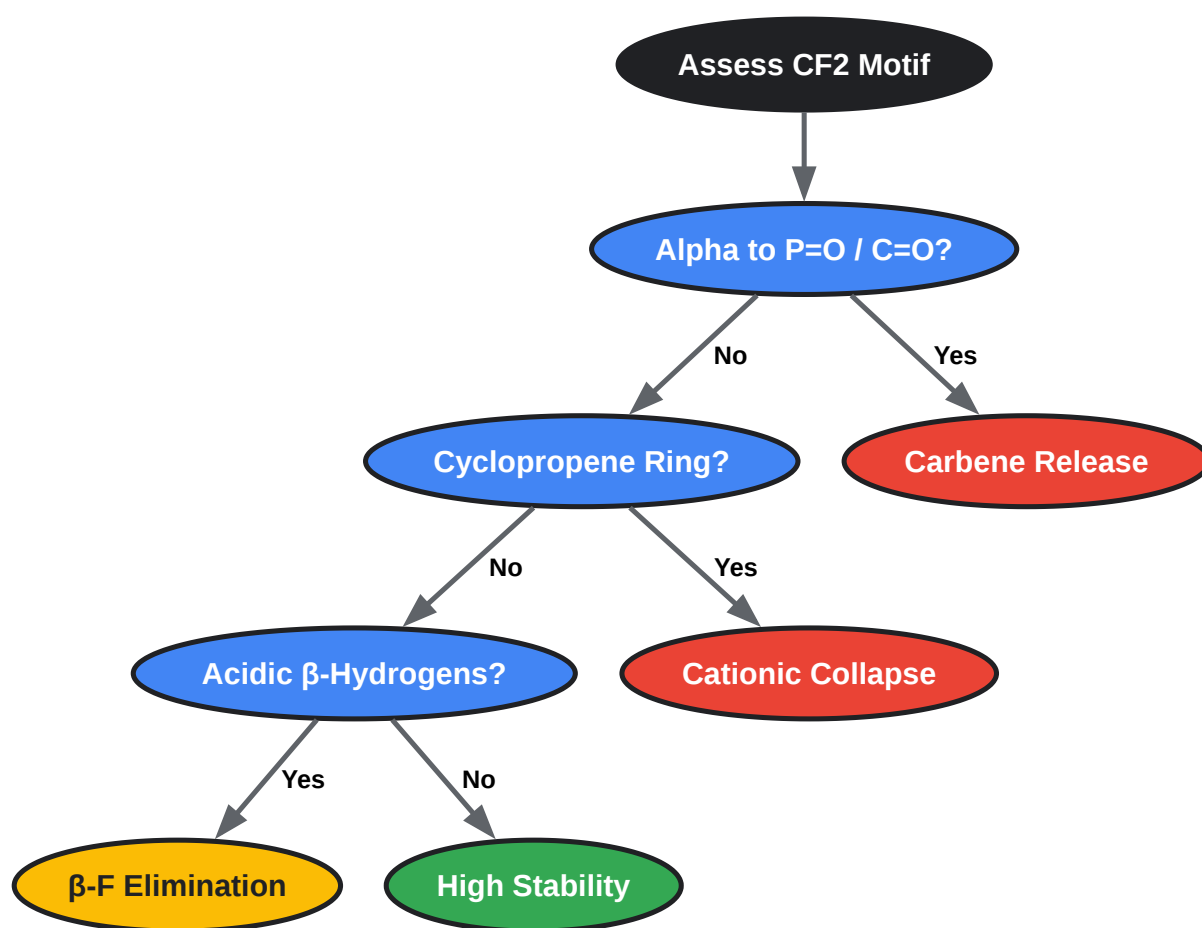 Assess CF2 Motif
Alpha to P=O / C=O?
No
Yes
Cyclopropene Ring?
Carbene Release
No
Yes
Acidic β-Hydrogens?
Cationic Collapse
Yes
No
β-F Elimination
High Stability